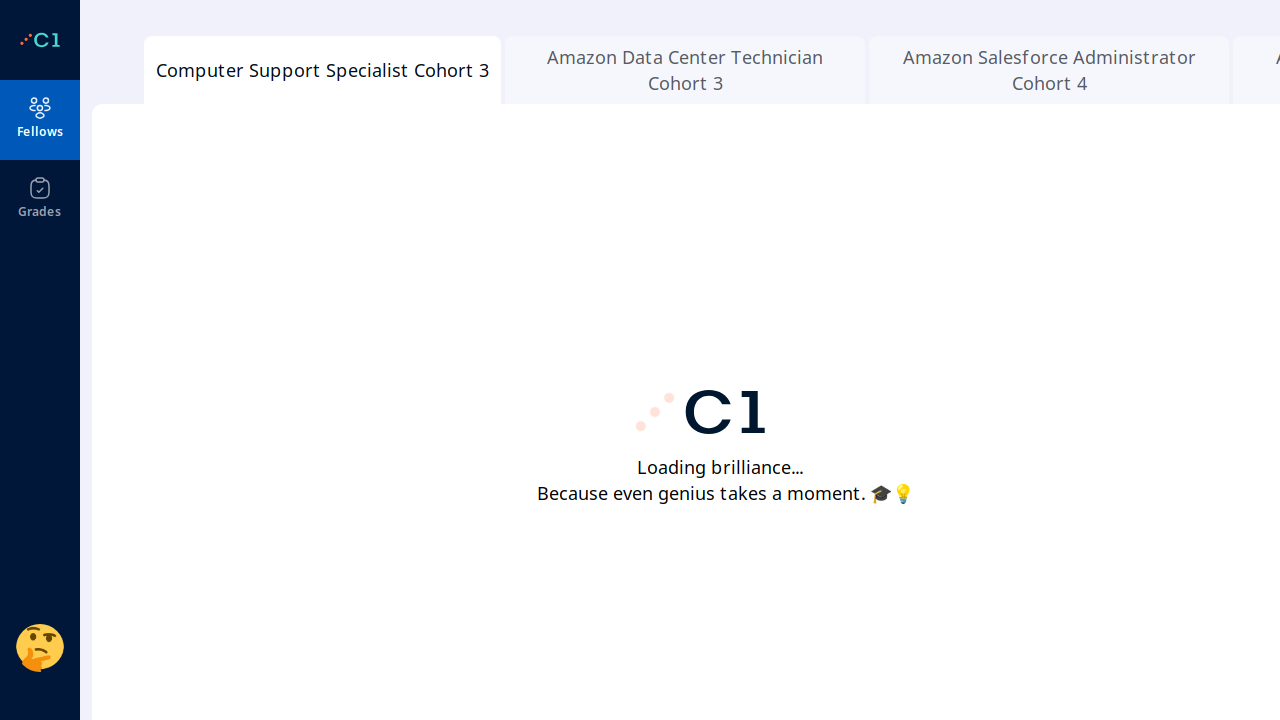 C1
Fellows
Grades
Computer Support Specialist Cohort 3
Amazon Data Center Technician
Cohort 3
Amazon Salesforce Administrator
Cohort 4
C1
Loading brilliance...
Because even genius takes a moment. 🎓💡